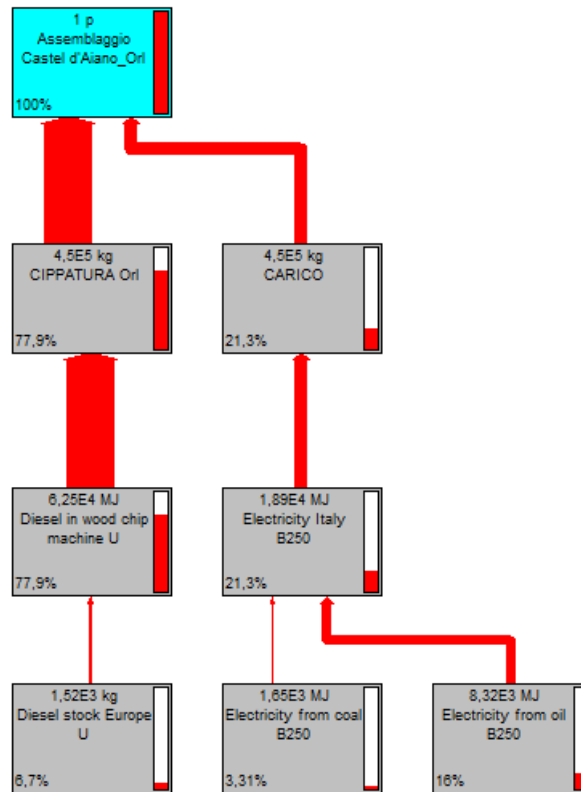 1 p
Assemblaggio
Castel d'Aiano_Orl
100%
4,5E5 kg
CIPPATURA Orl
77,9%
4,5E5 kg
CARICO
21,3%
6,25E4 MJ
Diesel in wood chip
machine U
77,9%
1,89E4 MJ
Electricity Italy
B250
21,3%
1,52E3 kg
Diesel stock Europe
U
6,7%
1,65E3 MJ
Electricity from coal
B250
3,31%
8,32E3 MJ
Electricity from oil
B250
16%